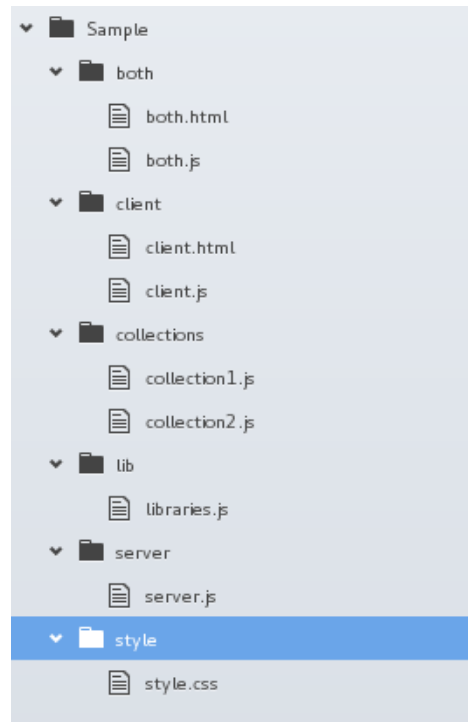 Sample
both
both.html
both.js
client
client.html
client.js
collections
collection1.js
collection2.js
lib
libraries.js
server
server.js
style
style.css